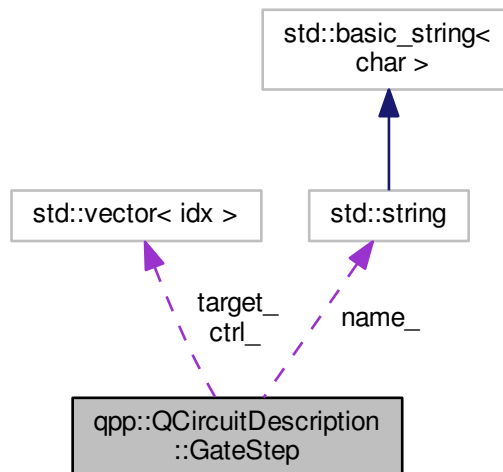 std::basic_string<
char >
std::vector< idx >
std::string
target_
ctrl_
name_
qpp::QCircuitDescription
::GateStep